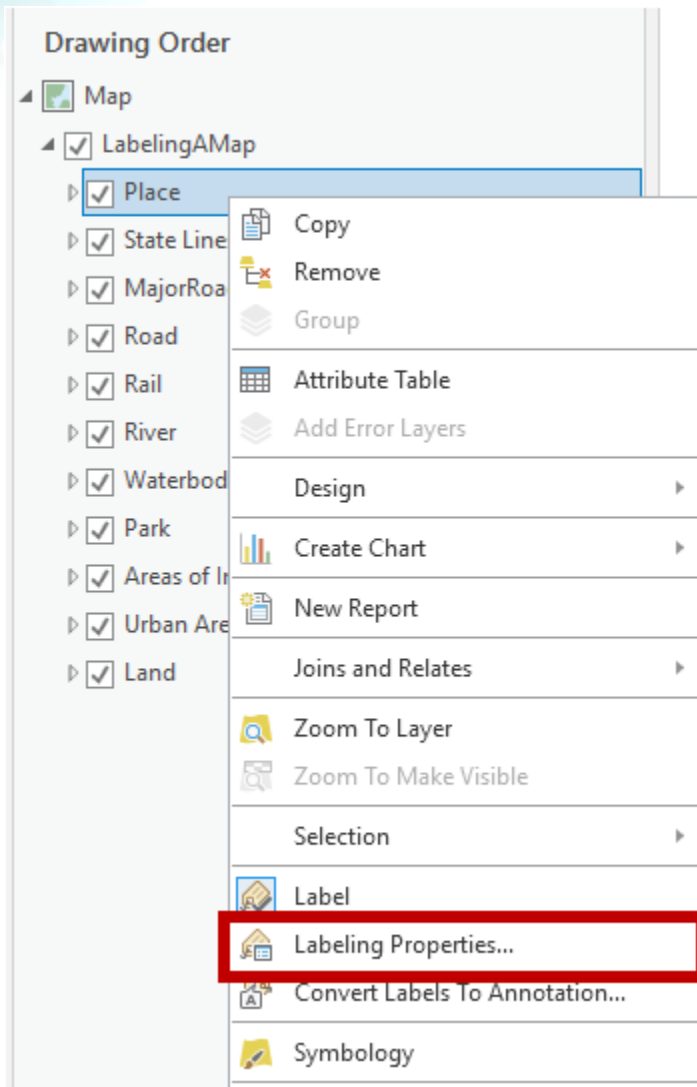 Drawing Order
Map
LabelingAMap
Place
State Line
MajorRoa
Road
Rail
River
Waterbod
Park
Areas of Ir
Urban Are
Land
Copy
Remove
Group
Attribute Table
Add Error Layers
Design
Create Chart
New Report
Joins and Relates
Zoom To Layer
Zoom To Make Visible
Selection
Label
Labeling Properties...
Convert Labels To Annotation...
Symbology